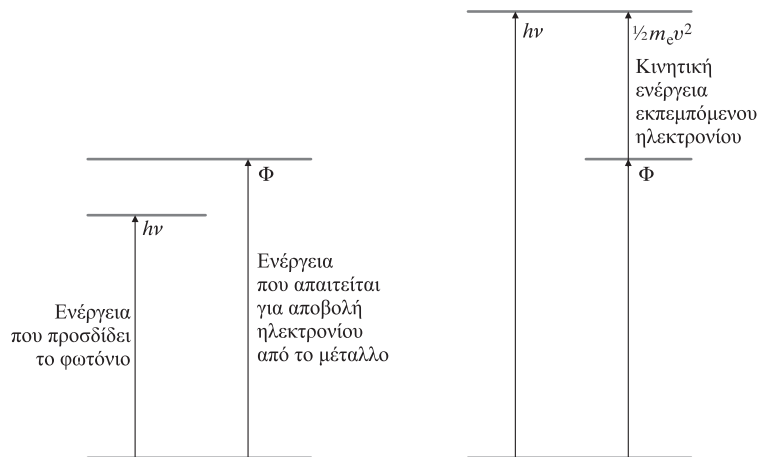 hν
Ενέργεια
που προσδίδει
το φωτόνιο
Φ
Ενέργεια
που απαιτείται
για αποβολή
ηλεκτρονίου
από το μέταλλο
hν
½mₑυ²
Κινητική
ενέργεια
εκπεμπόμενου
ηλεκτρονίου
Φ